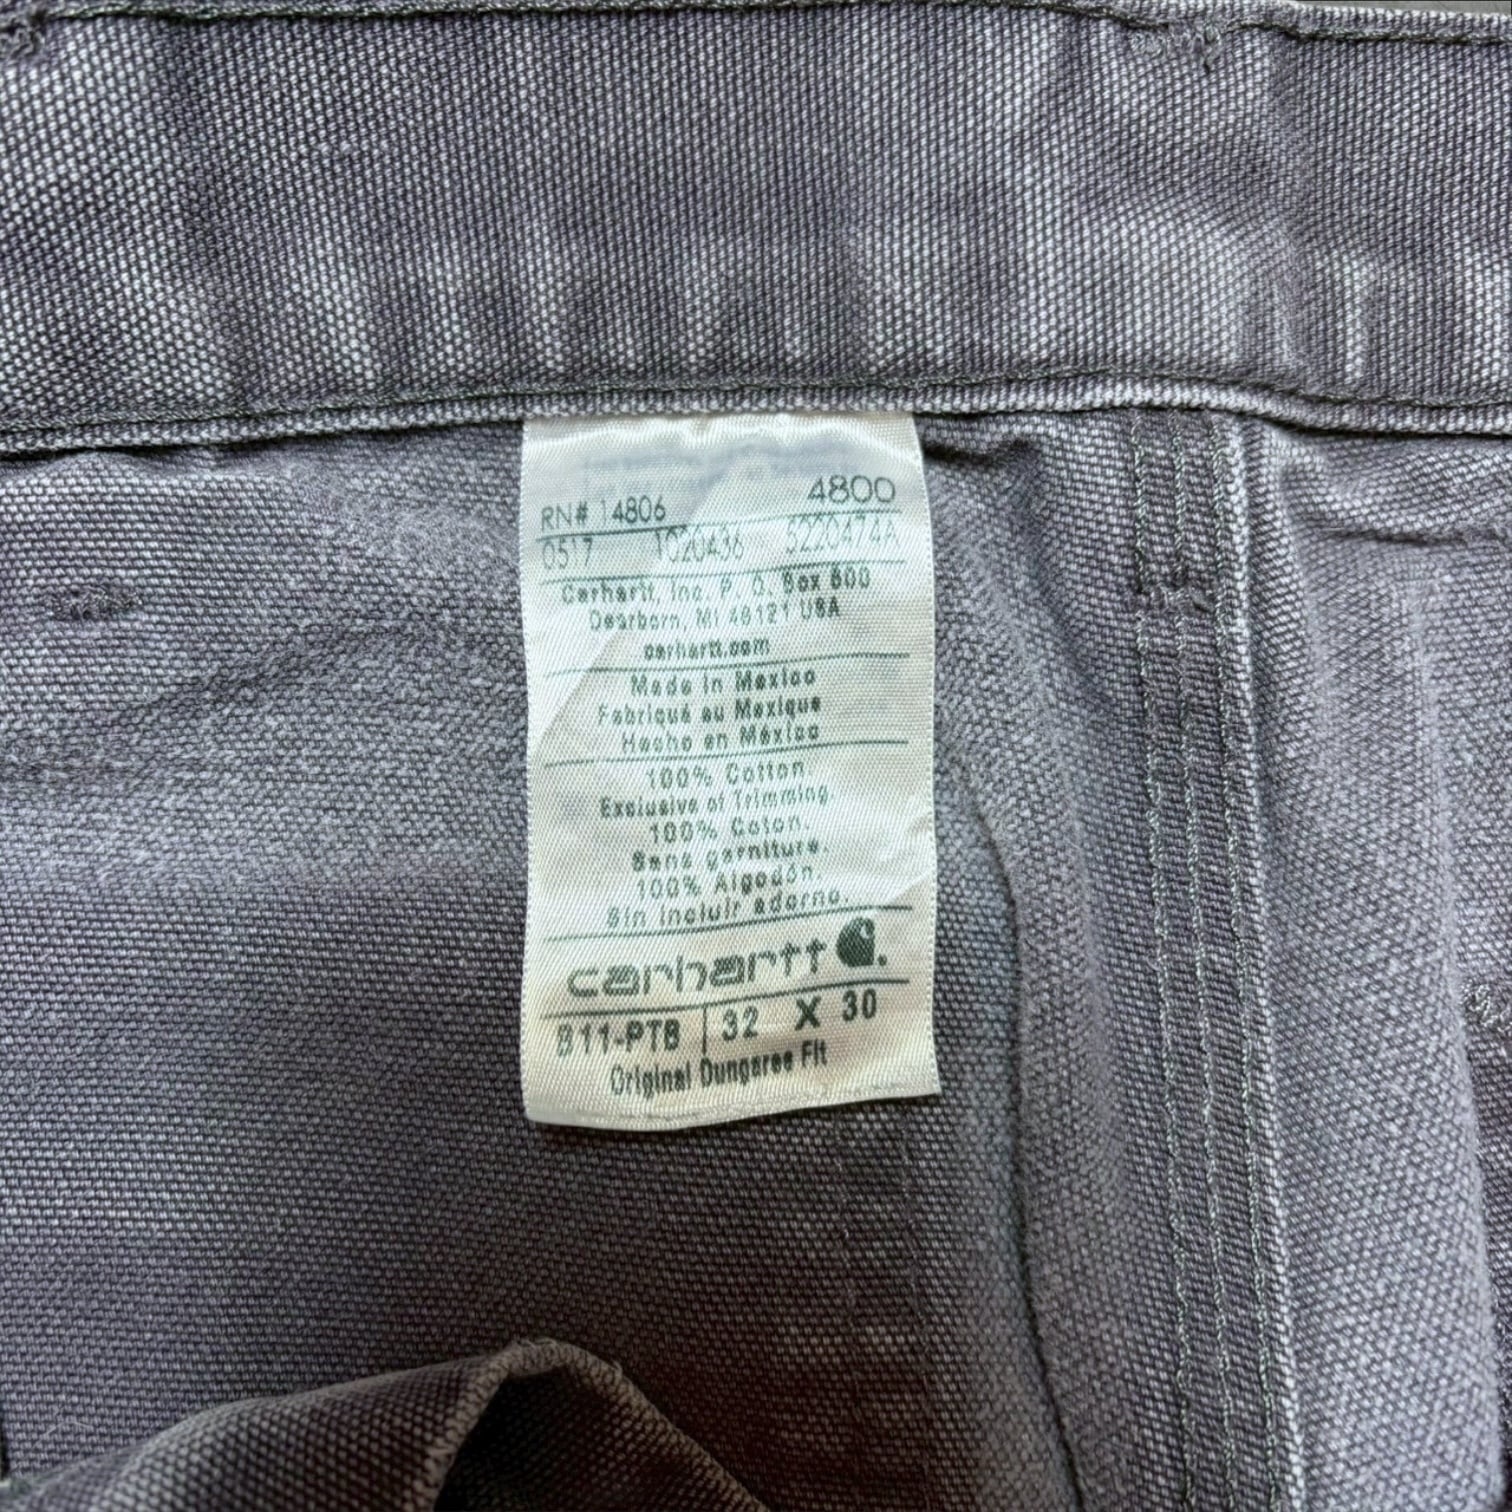 RN# 14806 4800
0517 1020436 5220474A
Carhartt, Inc. P. O. Box 600
Dearborn, MI 48121 USA
carhartt.com
Made in Mexico
Fabriqué au Mexique
Hecho en México
100% Cotton
Exclusive of Trimming.
100% Coton.
Sans garniture.
100% Algodón.
Sin incluir adorno.
carhartt
B11-PTB 32 X 30
Original Dungaree Fit